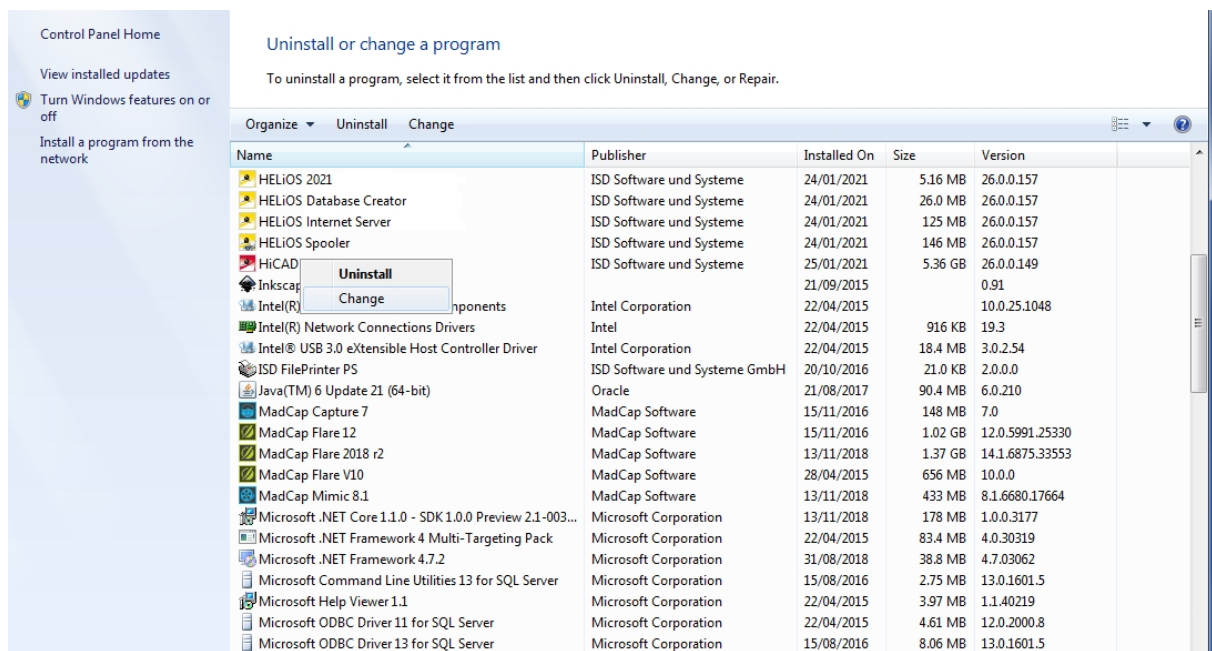 Control Panel Home
View installed updates
Turn Windows features on or
off
Install a program from the
network
Uninstall or change a program
To uninstall a program, select it from the list and then click Uninstall, Change, or Repair.
Organize Uninstall Change
Name Publisher Installed On Size Version
HELiOS 2021 ISD Software und Systeme 24/01/2021 5.16 MB 26.0.0.157
HELiOS Database Creator ISD Software und Systeme 24/01/2021 26.0 MB 26.0.0.157
HELiOS Internet Server ISD Software und Systeme 24/01/2021 125 MB 26.0.0.157
HELiOS Spooler ISD Software und Systeme 24/01/2021 146 MB 26.0.0.157
HiCAD ISD Software und Systeme 25/01/2021 5.36 GB 26.0.0.149
Uninstall
Change
21/09/2015 0.91
Intel(R) Intel Corporation 22/04/2015 10.0.25.1048
Intel(R) Network Connections Drivers Intel 22/04/2015 916 KB 19.3
Intel® USB 3.0 eXtensible Host Controller Driver Intel Corporation 22/04/2015 18.4 MB 3.0.2.54
ISD FilePrinter PS ISD Software und Systeme GmbH 20/10/2016 21.0 KB 2.0.0.0
Java(TM) 6 Update 21 (64-bit) Oracle 21/08/2017 90.4 MB 6.0.210
MadCap Capture 7 MadCap Software 15/11/2016 148 MB 7.0
MadCap Flare 12 MadCap Software 15/11/2016 1.02 GB 12.0.5991.25330
MadCap Flare 2018 r2 MadCap Software 13/11/2018 1.37 GB 14.1.6875.33553
MadCap Flare V10 MadCap Software 28/04/2015 656 MB 10.0.0
MadCap Mimic 8.1 MadCap Software 13/11/2018 433 MB 8.1.6680.17664
Microsoft .NET Core 1.1.0 - SDK 1.0.0 Preview 2.1-003... Microsoft Corporation 13/11/2018 178 MB 1.0.0.3177
Microsoft .NET Framework 4 Multi-Targeting Pack Microsoft Corporation 22/04/2015 83.4 MB 4.0.30319
Microsoft .NET Framework 4.7.2 Microsoft Corporation 31/08/2018 38.8 MB 4.7.03062
Microsoft Command Line Utilities 13 for SQL Server Microsoft Corporation 15/08/2016 2.75 MB 13.0.1601.5
Microsoft Help Viewer 1.1 Microsoft Corporation 22/04/2015 3.97 MB 1.1.40219
Microsoft ODBC Driver 11 for SQL Server Microsoft Corporation 22/04/2015 4.61 MB 12.0.2000.8
Microsoft ODBC Driver 13 for SQL Server Microsoft Corporation 15/08/2016 8.06 MB 13.0.1601.5